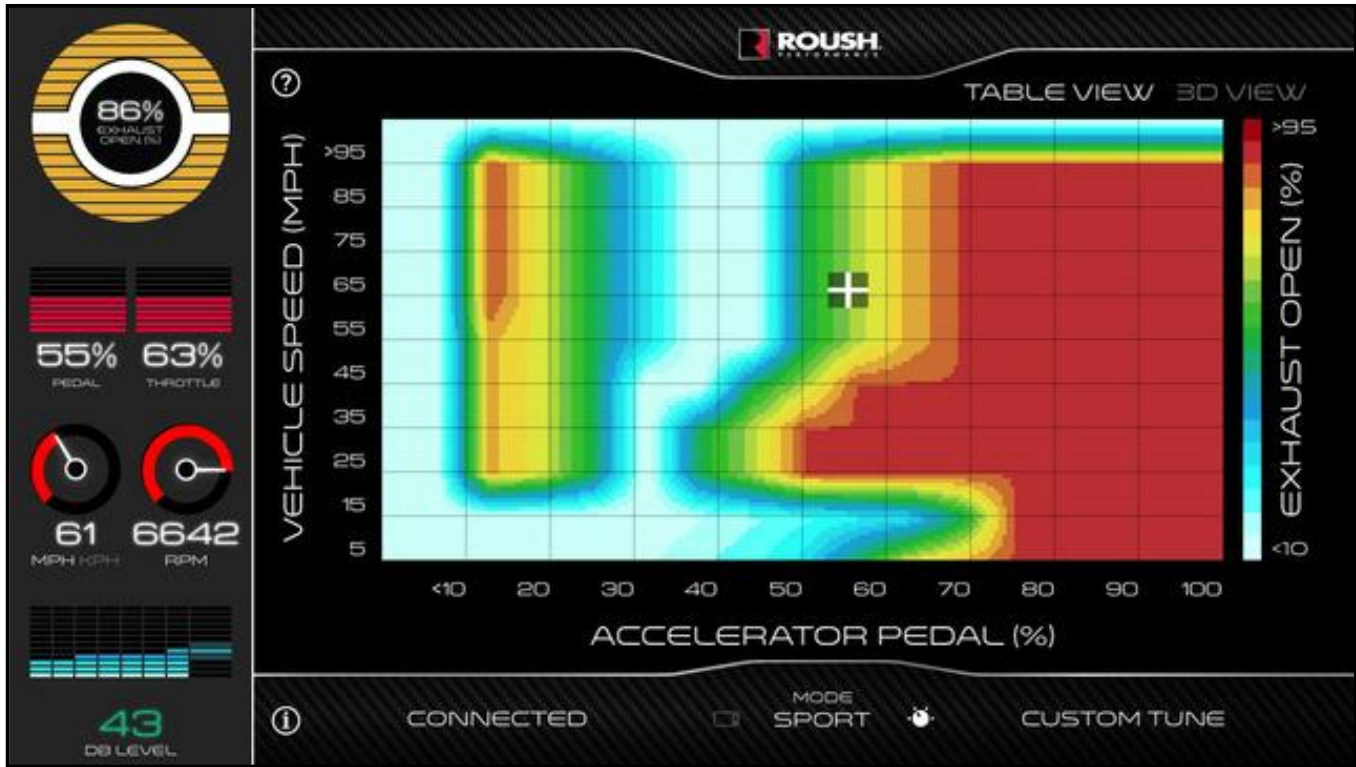 86%
EXHAUST
OPEN (%)
55%
PEDAL
63%
THROTTLE
61
MPH KPH
6642
RPM
43
DB LEVEL
ROUSH
PERFORMANCE
?
TABLE VIEW 3D VIEW
VEHICLE SPEED (MPH)
>95
85
75
65
55
45
35
25
15
5
<10 20 30 40 50 60 70 80 90 100
ACCELERATOR PEDAL (%)
>95
EXHAUST OPEN (%)
<10
i
CONNECTED
MODE
SPORT
CUSTOM TUNE